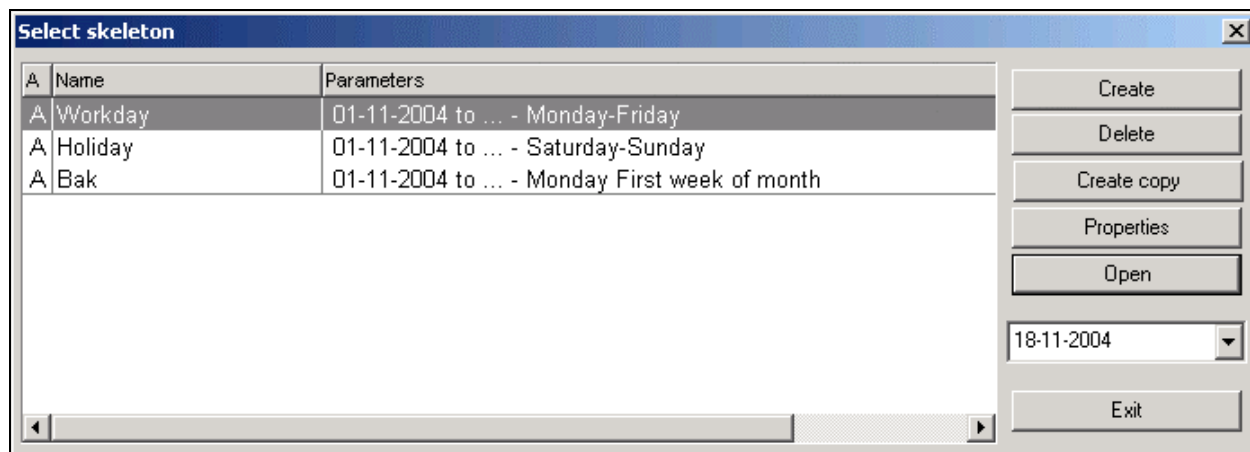 Select skeleton
A Name Parameters
A Workday 01-11-2004 to ... - Monday-Friday
A Holiday 01-11-2004 to ... - Saturday-Sunday
A Bak 01-11-2004 to ... - Monday First week of month
Create
Delete
Create copy
Properties
Open
18-11-2004
Exit